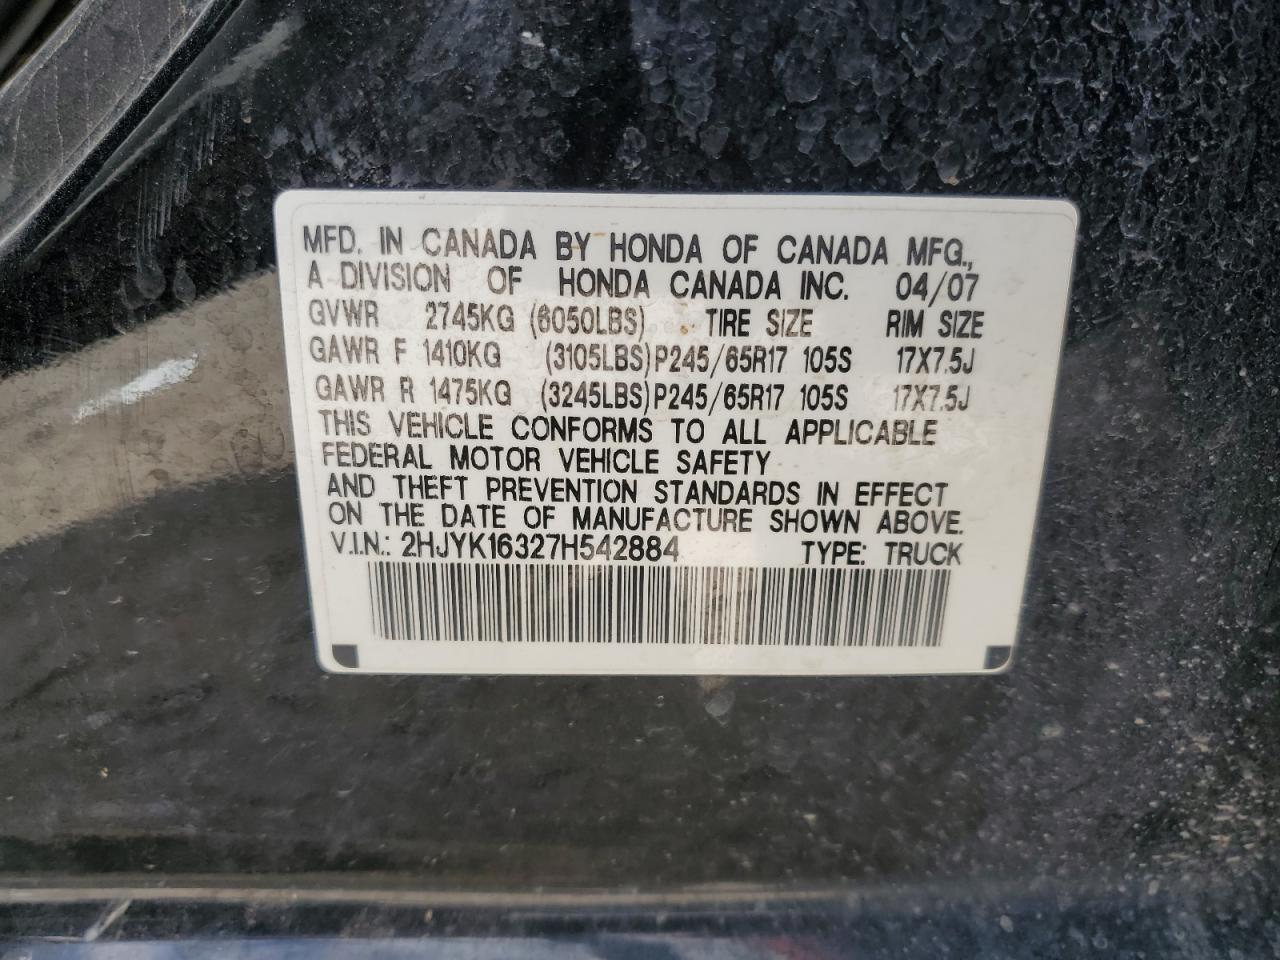 MFD. IN CANADA BY HONDA OF CANADA MFG.,
A DIVISION OF HONDA CANADA INC. 04/07
GVWR 2745KG (6050LBS) TIRE SIZE RIM SIZE
GAWR F 1410KG (3105LBS) P245/65R17 105S 17X7.5J
GAWR R 1475KG (3245LBS) P245/65R17 105S 17X7.5J
THIS VEHICLE CONFORMS TO ALL APPLICABLE
FEDERAL MOTOR VEHICLE SAFETY
AND THEFT PREVENTION STANDARDS IN EFFECT
ON THE DATE OF MANUFACTURE SHOWN ABOVE.
V.I.N.: 2HJYK16327H542884 TYPE: TRUCK